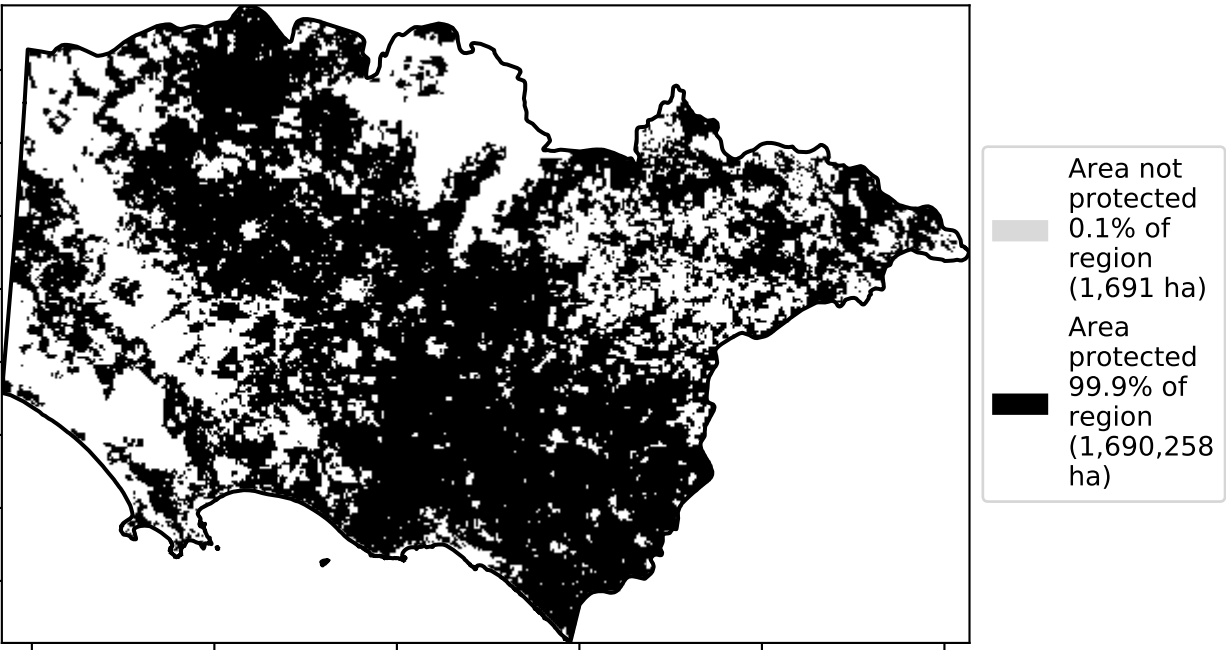 Area not
protected
0.1% of
region
(1,691 ha)
Area
protected
99.9% of
region
(1,690,258
ha)